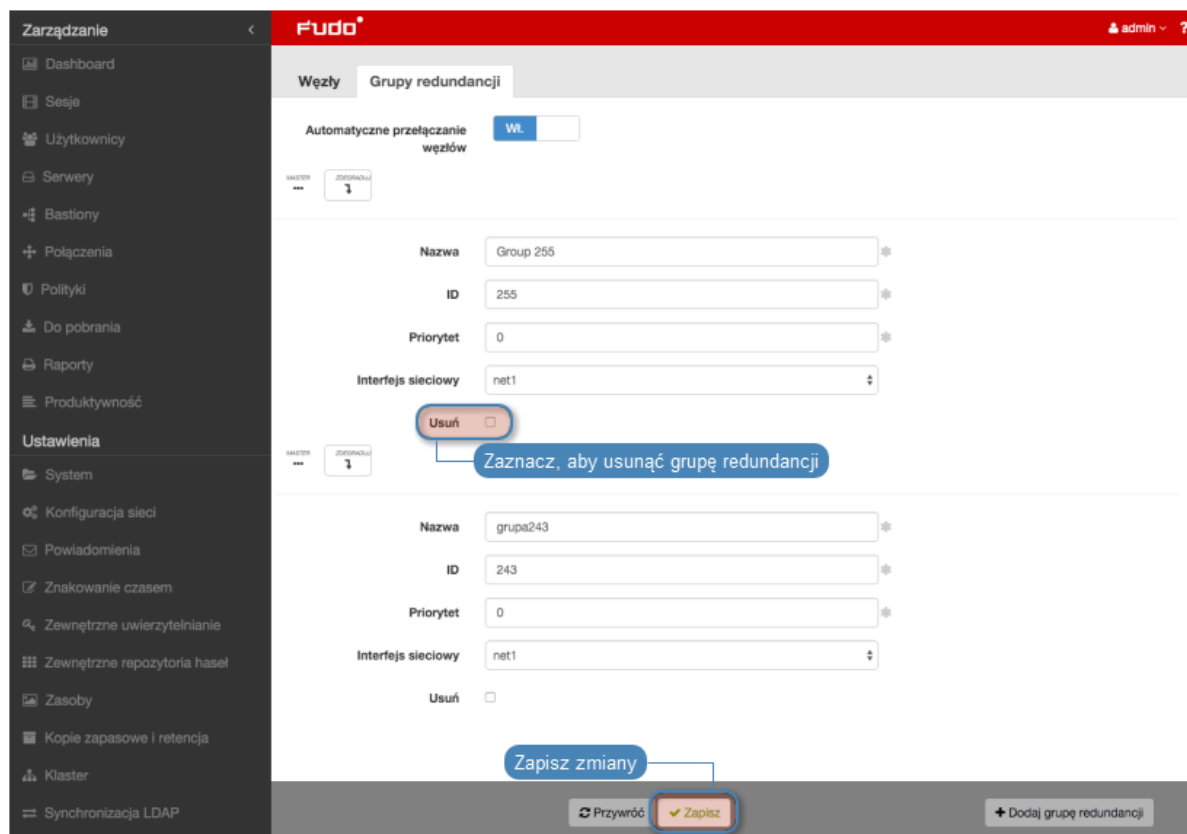 Zarządzanie
Dashboard
Sesje
Użytkownicy
Serwery
Bastiony
Połączenia
Polityki
Do pobrania
Raporty
Produktywność
Ustawienia
System
Konfiguracja sieci
Powiadomienia
Znakowanie czasem
Zewnętrzne uwierzytelnianie
Zewnętrzne repozytoria haseł
Zasoby
Kopie zapasowe i retencja
Klaster
Synchronizacja LDAP
FUDO
admin ?
Węzły Grupy redundancji
Automatyczne przełączanie
węzłów
Wł.
MASTER ZDEGRADUJ
Nazwa Group 255 *
ID 255 *
Priorytet 0 *
Interfejs sieciowy net1
Usuń
Zaznacz, aby usunąć grupę redundancji
MASTER ZDEGRADUJ
Nazwa grupa243 *
ID 243 *
Priorytet 0 *
Interfejs sieciowy net1
Usuń
Zapisz zmiany
Przywróć Zapisz + Dodaj grupę redundancji